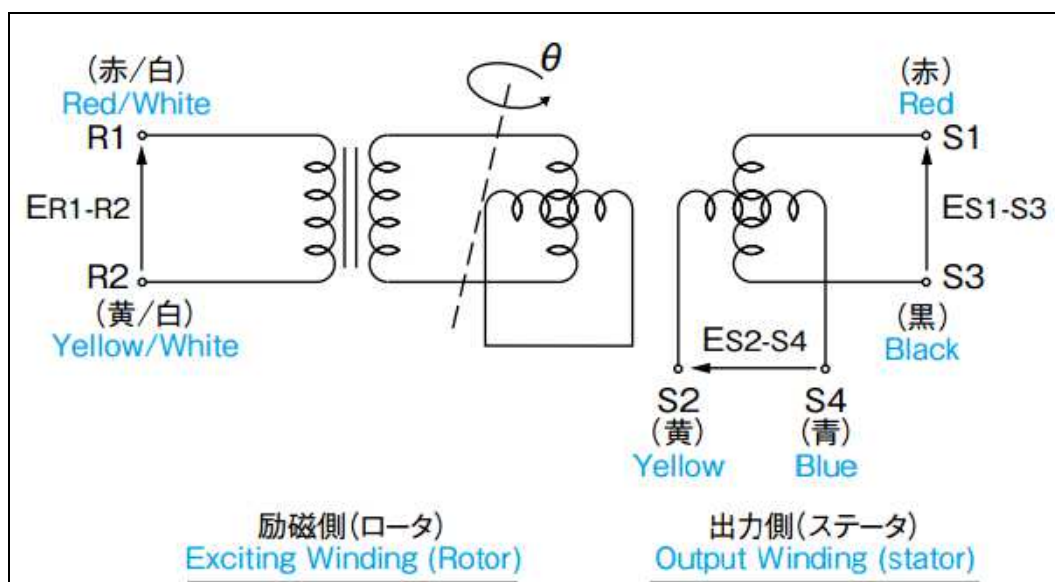 θ
(赤/白)
Red/White
R1
ER1-R2
R2
(黄/白)
Yellow/White
(赤)
Red
S1
ES1-S3
S3
(黒)
Black
ES2-S4
S2
(黄)
Yellow
S4
(青)
Blue
励磁側(ロータ)
Exciting Winding (Rotor)
出力側(ステータ)
Output Winding (stator)